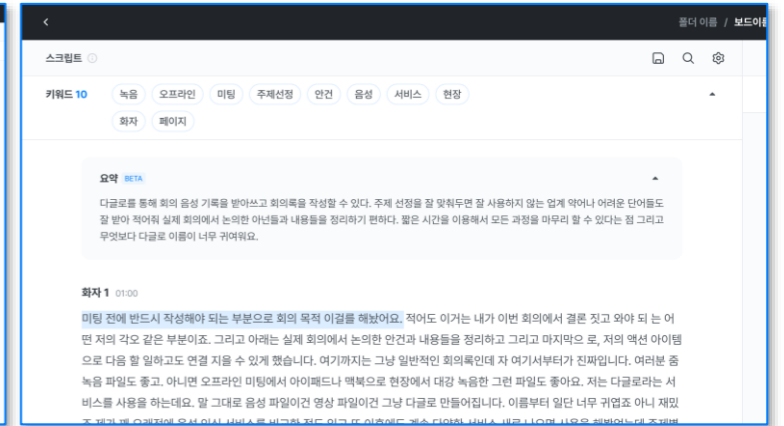 폴더 이름 / 보드이름
스크립트
키워드 10 녹음 오프라인 미팅 주제선정 안건 음성 서비스 현장
화자 페이지
요약 BETA
다글로를 통해 회의 음성 기록을 받아쓰고 회의록을 작성할 수 있다. 주제 선정을 잘 맞춰두면 잘 사용하지 않는 업계 약어나 어려운 단어들도
잘 받아 적어줘 실제 회의에서 논의한 아넌들과 내용들을 정리하기 편하다. 짧은 시간을 이용해서 모든 과정을 마무리 할 수 있다는 점 그리고
무엇보다 다글로 이름이 너무 귀여워요.
화자 1 01:00
미팅 전에 반드시 작성해야 되는 부분으로 회의 목적 이걸를 해놨어요. 적어도 이거는 내가 이번 회의에서 결론 짓고 와야 되 는 어
떤 저의 각오 같은 부분이죠. 그리고 아래는 실제 회의에서 논의한 안건과 내용들을 정리하고 그리고 마지막으 로, 저의 액션 아이템
으로 다음 할 일하고도 연결 지을 수 있게 했습니다. 여기까지는 그냥 일반적인 회의록인데 자 여기서부터가 진짜입니다. 여러분 줌
녹음 파일도 좋고. 아니면 오프라인 미팅에서 아이패드나 맥북으로 현장에서 대강 녹음한 그런 파일도 좋아요. 저는 다글로라는 서
비스를 사용을 하는데요. 말 그대로 음성 파일이건 영상 파일이건 그냥 다글로 만들어집니다. 이름부터 일단 너무 귀엽죠 아니 재밌